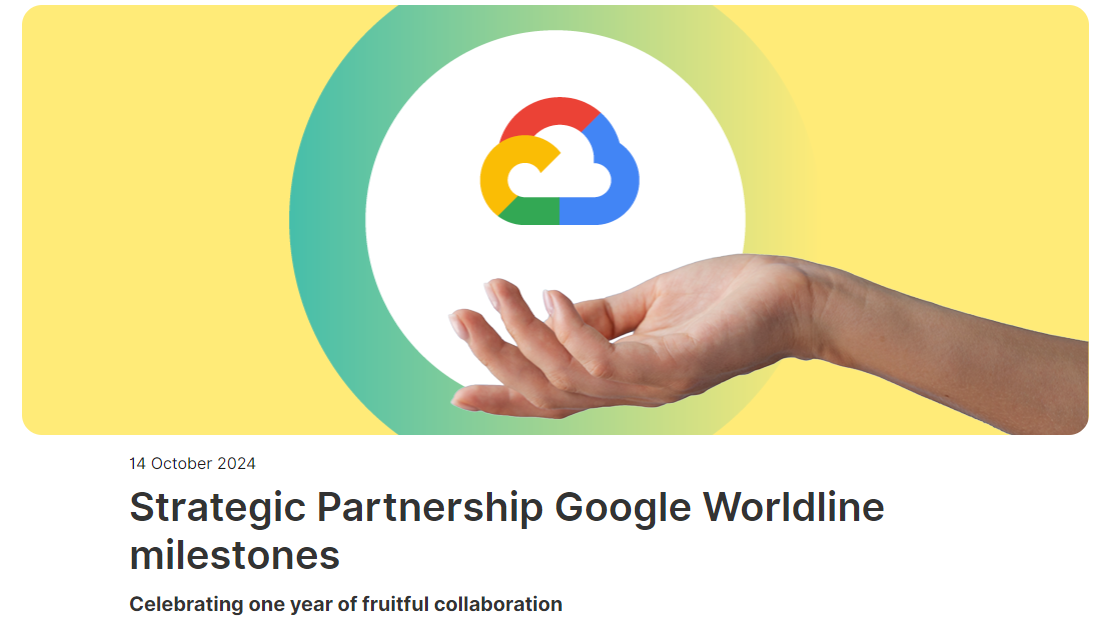 14 October 2024
Strategic Partnership Google Worldline
milestones
Celebrating one year of fruitful collaboration